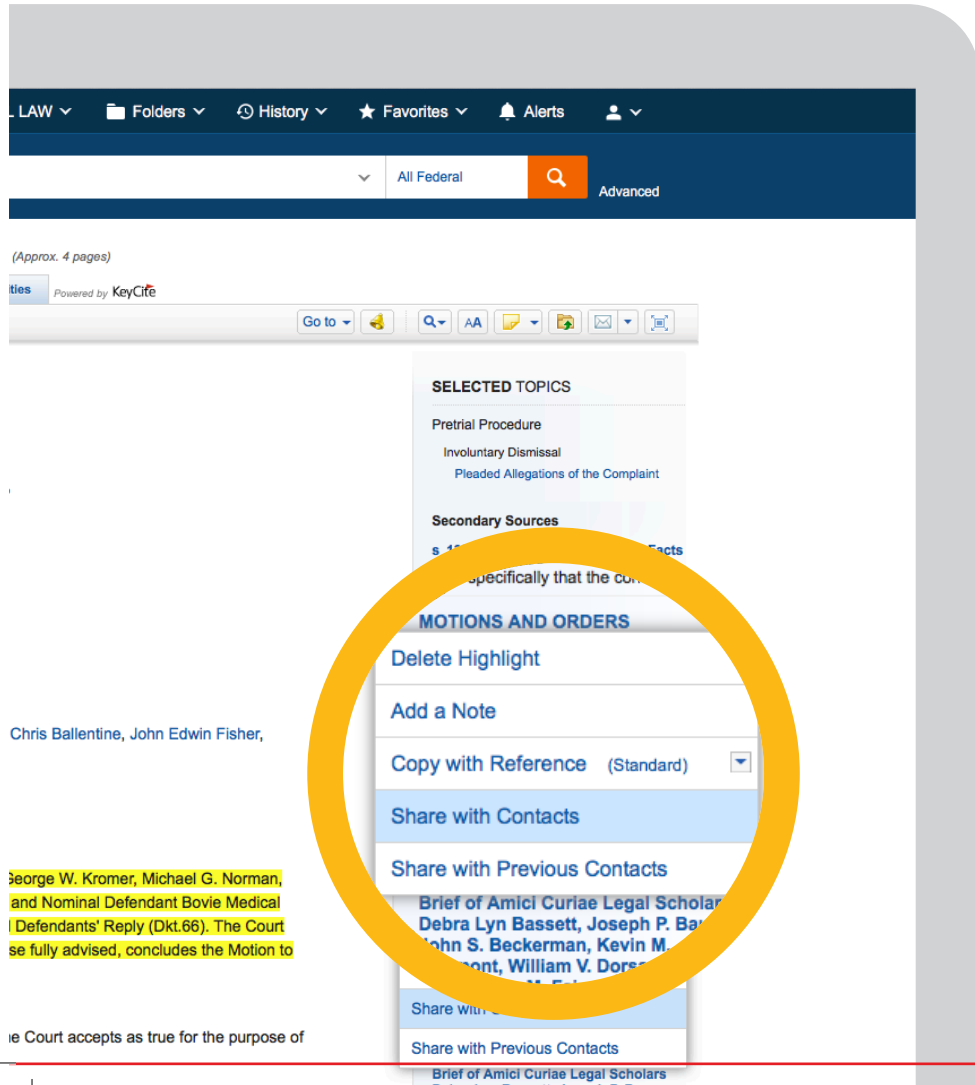 LAW
Folders
History
Favorites
Alerts
All Federal
Advanced
(Approx. 4 pages)
Powered by KeyCite
Go to
AA
SELECTED TOPICS
Pretrial Procedure
Involuntary Dismissal
Pleaded Allegations of the Complaint
Secondary Sources
Facts
specifically that the
MOTIONS AND ORDERS
Delete Highlight
Add a Note
Chris Ballentine, John Edwin Fisher,
Copy with Reference (Standard)
Share with Contacts
Share with Previous Contacts
George W. Kromer, Michael G. Norman,
and Nominal Defendant Bovie Medical
Defendants' Reply (Dkt.66). The Court
se fully advised, concludes the Motion to
Brief of Amici Curiae Legal Scholar
Debra Lyn Bassett, Joseph P.
John S. Beckerman, Kevin M.
William V.
Share with
e Court accepts as true for the purpose of
Share with Previous Contacts
Brief of Amici Curiae Legal Scholars